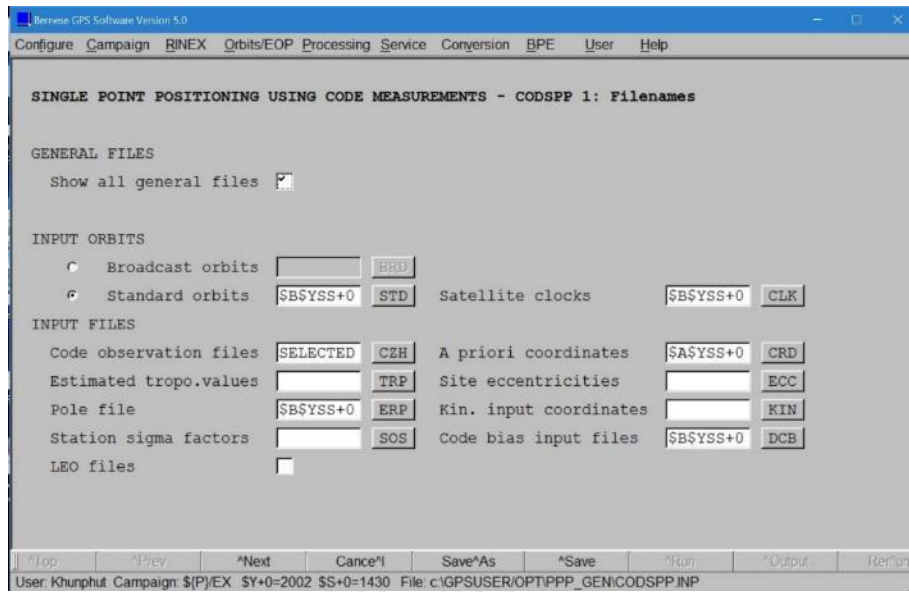 Bernese GPS Software Version 5.0
Configure Campaign RINEX Orbits/EOP Processing Service Conversion BPE User Help
SINGLE POINT POSITIONING USING CODE MEASUREMENTS - CODSPP 1: Filenames
GENERAL FILES
Show all general files
INPUT ORBITS
Broadcast orbits BRD
Standard orbits $B$YSS+0 STD Satellite clocks $B$YSS+0 CLK
INPUT FILES
Code observation files SELECTED CZH A priori coordinates $A$YSS+0 CRD
Estimated tropo.values TRP Site eccentricities ECC
Pole file $B$YSS+0 ERP Kin. input coordinates KIN
Station sigma factors SOS Code bias input files $B$YSS+0 DCB
LEO files
^Top ^Prev ^Next Cance^l Save^As ^Save ^Run ^Output Rer^un
User: Khunphut Campaign: ${P}/EX $Y+0=2002 $S+0=1430 File: c:\GPSUSER/OPT\PPP_GEN\CODSPP.INP